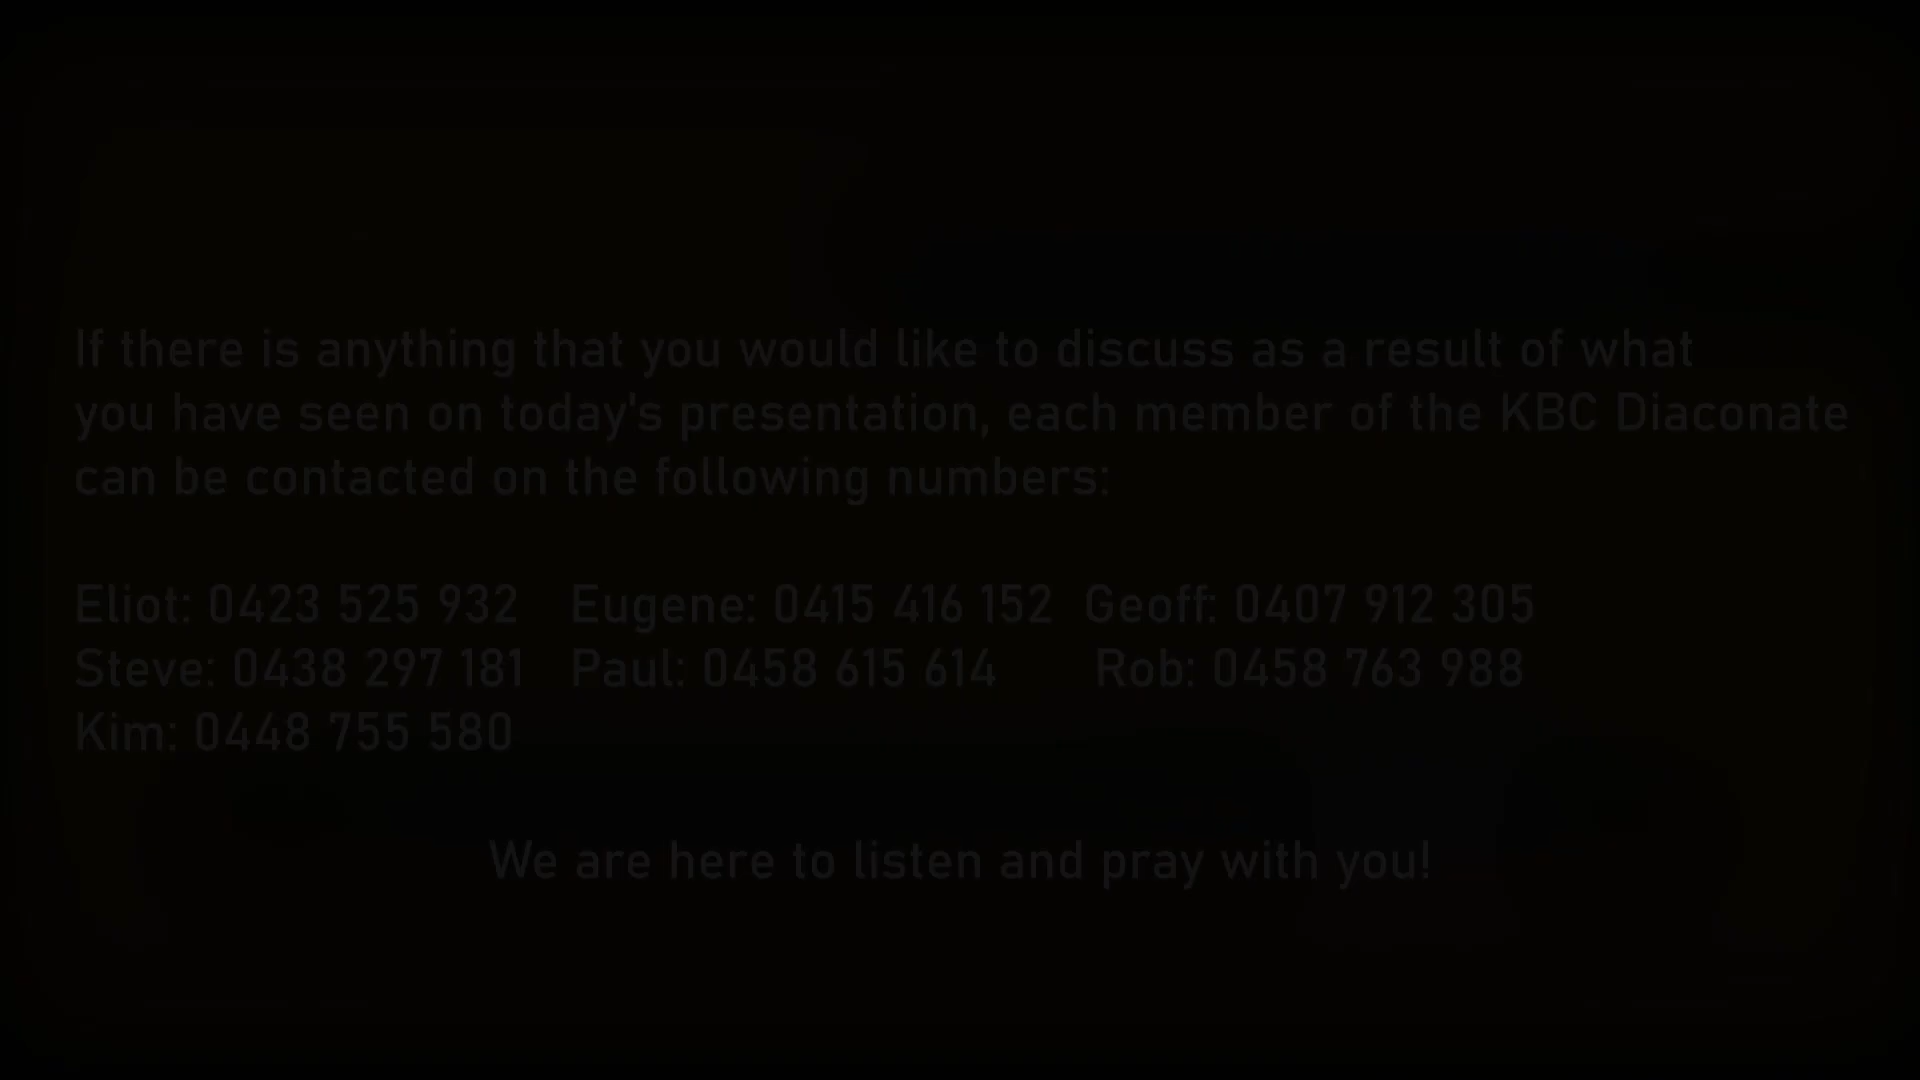 If there is anything that you would like to discuss as a result of what
you have seen on today's presentation, each member of the KBC Diaconate
can be contacted on the following numbers:
Eliot: 0423 525 932 Eugene: 0415 416 152 Geoff: 0407 912 305
Steve: 0438 297 181 Paul: 0458 615 614 Rob: 0458 763 988
Kim: 0448 755 580
We are here to listen and pray with you!